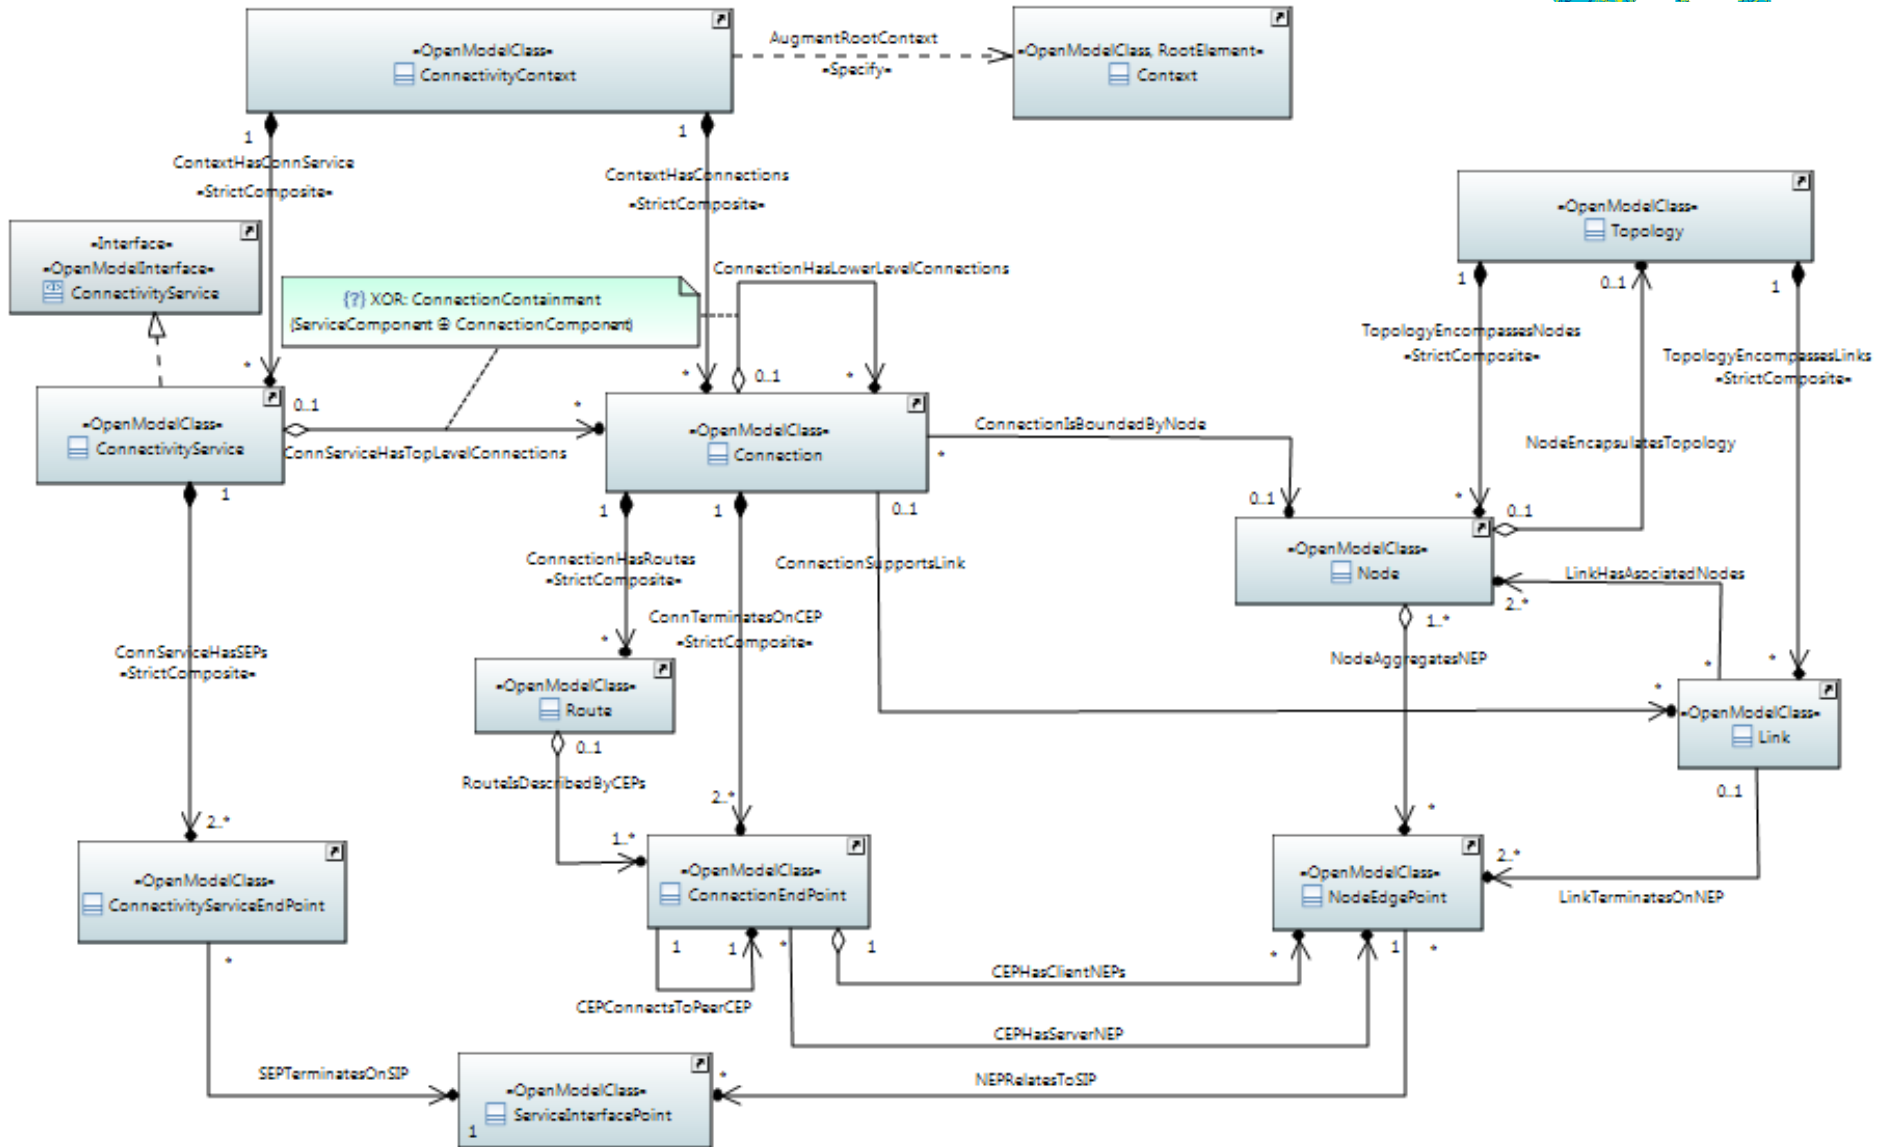 «OpenModelClass»
ConnectivityContext
AugmentRootContext
«Specify»
«OpenModelClass, RootElement»
Context
1
1
ContextHasConnService
«StrictComposite»
ContextHasConnections
«StrictComposite»
«OpenModelClass»
Topology
«Interface»
«OpenModelInterface»
ConnectivityService
{?} XOR: ConnectionContainment
{ServiceComponent ⊕ ConnectionComponent}
ConnectionHasLowerLevelConnections
1
0..1
1
TopologyEncompassesNodes
«StrictComposite»
TopologyEncompassesLinks
«StrictComposite»
*
*
0..1
*
«OpenModelClass»
ConnectivityService
0..1
*
ConnServiceHasTopLevelConnections
«OpenModelClass»
Connection
ConnectionIsBoundedByNode
*
NodeEncapsulatesTopology
1
1
1
0..1
0..1
*
0..1
ConnectionHasRoutes
«StrictComposite»
ConnectionSupportsLink
«OpenModelClass»
Node
LinkHasAsociatedNodes
2..*
ConnTerminatesOnCEP
«StrictComposite»
1..*
*
ConnServiceHasSEPs
«StrictComposite»
NodeAggregatesNEP
*
*
*
«OpenModelClass»
Route
«OpenModelClass»
Link
0..1
RouteIsDescribedByCEPs
0..1
2..*
2..*
*
1..*
«OpenModelClass»
ConnectivityServiceEndPoint
«OpenModelClass»
ConnectionEndPoint
«OpenModelClass»
NodeEdgePoint
2..*
LinkTerminatesOnNEP
*
1
1
*
1
*
1
*
CEPConnectsToPeerCEP
CEPHasClientNEPs
CEPHasServerNEP
SEPTerminatesOnSIP
NEPRelatesToSIP
*
«OpenModelClass»
ServiceInterfacePoint
1